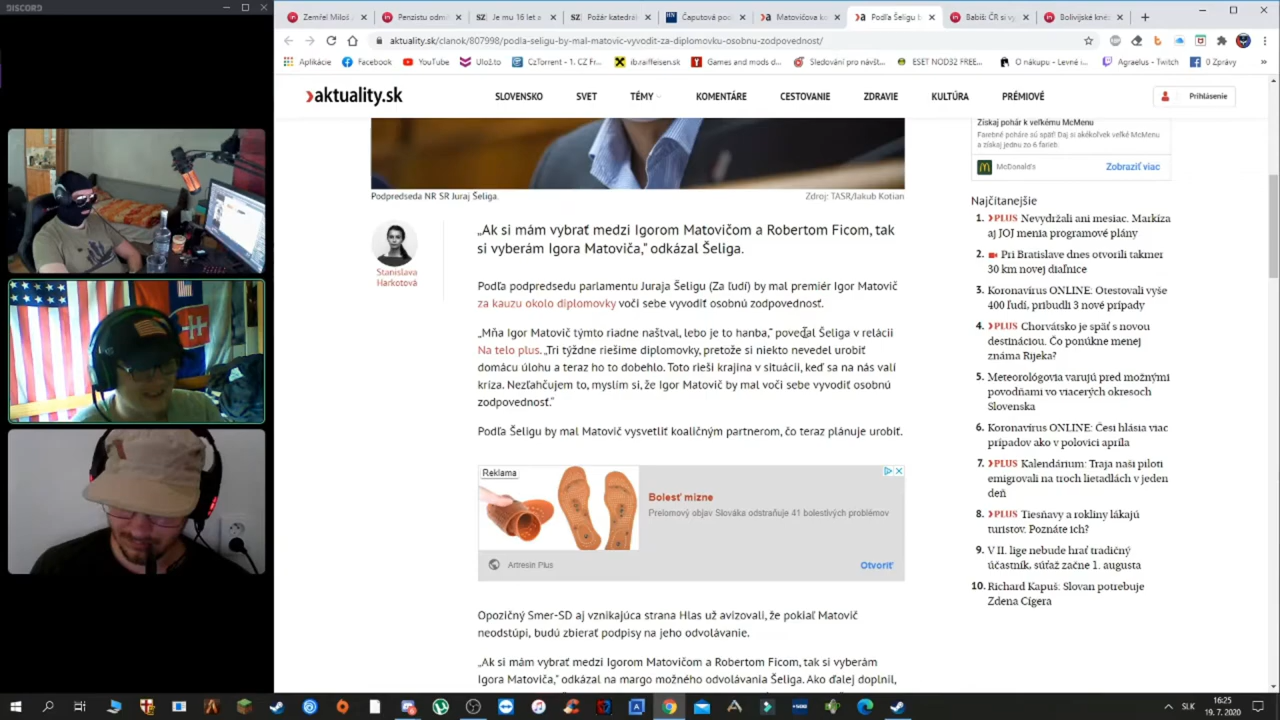 DISCORD
Zemřel Miloš J
Penzistu odmí
Je mu 16 let a
Požár katedrál
Čaputová pod
Matovičova ka
Podľa Šeligu b
Babiš: ČR si vy
Bolívijské kněz
aktuality.sk/clanok/807998/podla-seligu-by-mal-matovic-vyvodit-za-diplomovku-osobnu-zodpovednost/
Aplikácie
Facebook
YouTube
Ulož.to
CzTorrent - 1. CZ Fr...
ib.raiffeisen.sk
Games and mods d...
Sledování pro návšt...
ESET NOD32 FREE...
O nákupu - Levné i...
Agraelus - Twitch
0 Zprávy
aktuality.sk
SLOVENSKO
SVET
TÉMY
KOMENTÁRE
CESTOVANIE
ZDRAVIE
KULTÚRA
PRÉMIOVÉ
Prihlásenie
Podpredseda NR SR Juraj Šeliga.
Zdroj: TASR/Jakub Kotian
Stanislava
Harkotová
„Ak si mám vybrať medzi Igorom Matovičom a Robertom Ficom, tak
si vyberám Igora Matoviča,“ odkázal Šeliga.
Podľa podpredsedu parlamentu Juraja Šeligu (Za ľudí) by mal premiér Igor Matovič
za kauzu okolo diplomovky voči sebe vyvodiť osobnú zodpovednosť.
„Mňa Igor Matovič týmto riadne naštval, lebo je to hanba,“ povedal Šeliga v relácii
Na telo plus. „Tri týždne riešime diplomovky, pretože si niekto nevedel urobiť
domácu úlohu a teraz ho to dobehlo. Toto rieši krajina v situácii, keď sa na nás valí
kríza. Nezľahčujem to, myslím si, že Igor Matovič by mal voči sebe vyvodiť osobnú
zodpovednosť.“
Podľa Šeligu by mal Matovič vysvetliť koaličným partnerom, čo teraz plánuje urobiť.
Reklama
Bolesť mizne
Prelomový objav Slováka odstraňuje 41 bolestivých problémov
Artresin Plus
Otvoriť
Opozičný Smer-SD aj vznikajúca strana Hlas už avizovali, že pokiaľ Matovič
neodstúpi, budú zbierať podpisy na jeho odvolávanie.
„Ak si mám vybrať medzi Igorom Matovičom a Robertom Ficom, tak si vyberám
Igora Matoviča,“ odkázal na margo možného odvolávania Šeliga. Ako ďalej doplnil,
Získaj pohár k veľkému McMenu
Farebné poháre sú späť! Daj si akékoľvek veľké McMenu
a získaj jednu zo 6 farieb.
McDonald's
Zobraziť viac
Najčítanejšie
1. PLUS Nevydržali ani mesiac. Markíza
aj JOJ menia programové plány
2. Pri Bratislave dnes otvorili takmer
30 km novej diaľnice
3. Koronavírus ONLINE: Otestovali vyše
400 ľudí, pribudli 3 nové prípady
4. PLUS Chorvátsko je späť s novou
destináciou. Čo ponúkne menej
známa Rijeka?
5. Meteorológovia varujú pred možnými
povodňami vo viacerých okresoch
Slovenska
6. Koronavírus ONLINE: Česi hlásia viac
prípadov ako v polovici apríla
7. PLUS Kalendárium: Traja naši piloti
emigrovali na troch lietadlách v jeden
deň
8. PLUS Tiesňavy a rokliny lákajú
turistov. Poznáte ich?
9. V II. lige nebude hrať tradičný
účastník, súťaž začne 1. augusta
10. Richard Kapuš: Slovan potrebuje
Zdena Cígera
SLK
16:25
19. 7. 2020